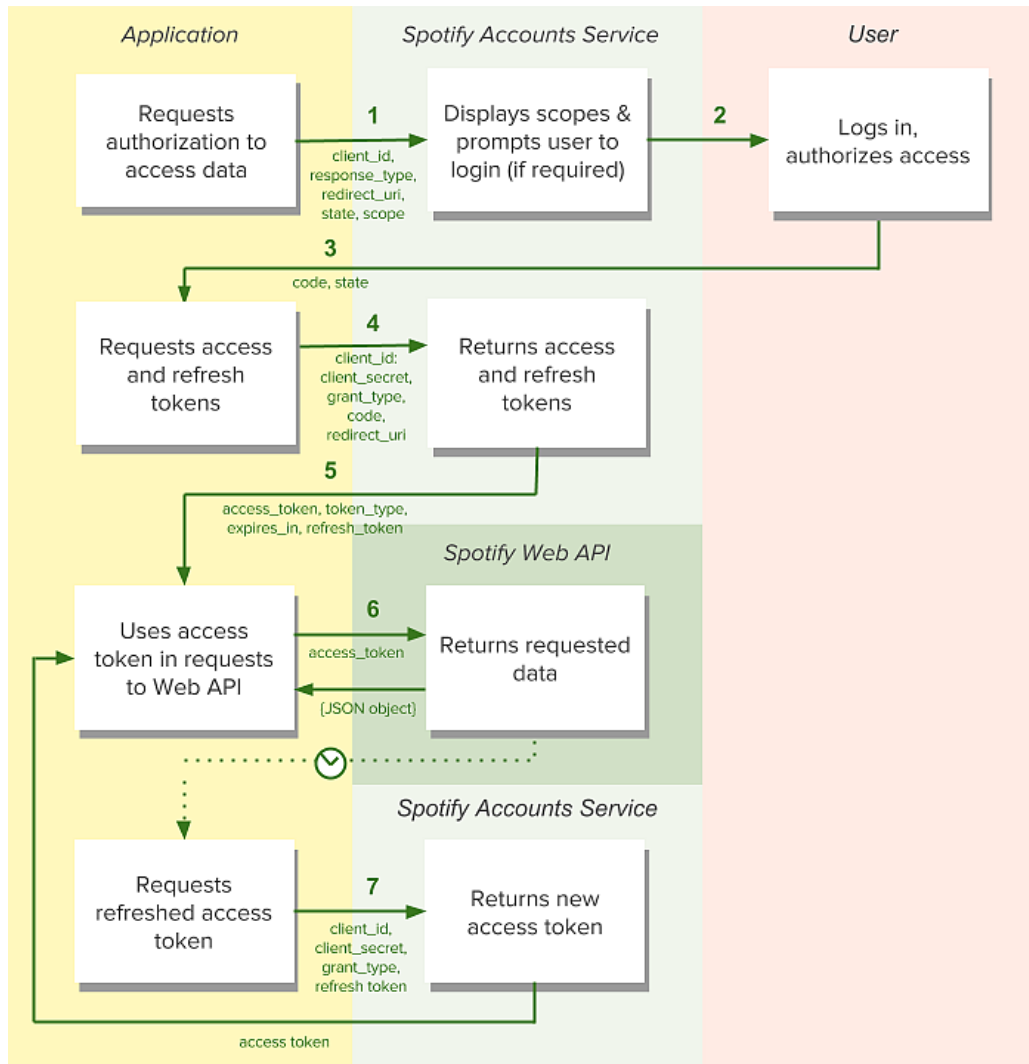 Application
Spotify Accounts Service
User
Requests
authorization to
access data
1
client_id,
response_type,
redirect_uri,
state, scope
Displays scopes &
prompts user to
login (if required)
2
Logs in,
authorizes access
3
code, state
Requests access
and refresh
tokens
4
client_id:
client_secret,
grant_type,
code,
redirect_uri
Returns access
and refresh
tokens
5
access_token, token_type,
expires_in, refresh_token
Spotify Web API
Uses access
token in requests
to Web API
6
access_token
{JSON object}
Returns requested
data
Spotify Accounts Service
Requests
refreshed access
token
7
client_id,
client_secret,
grant_type,
refresh token
Returns new
access token
access token